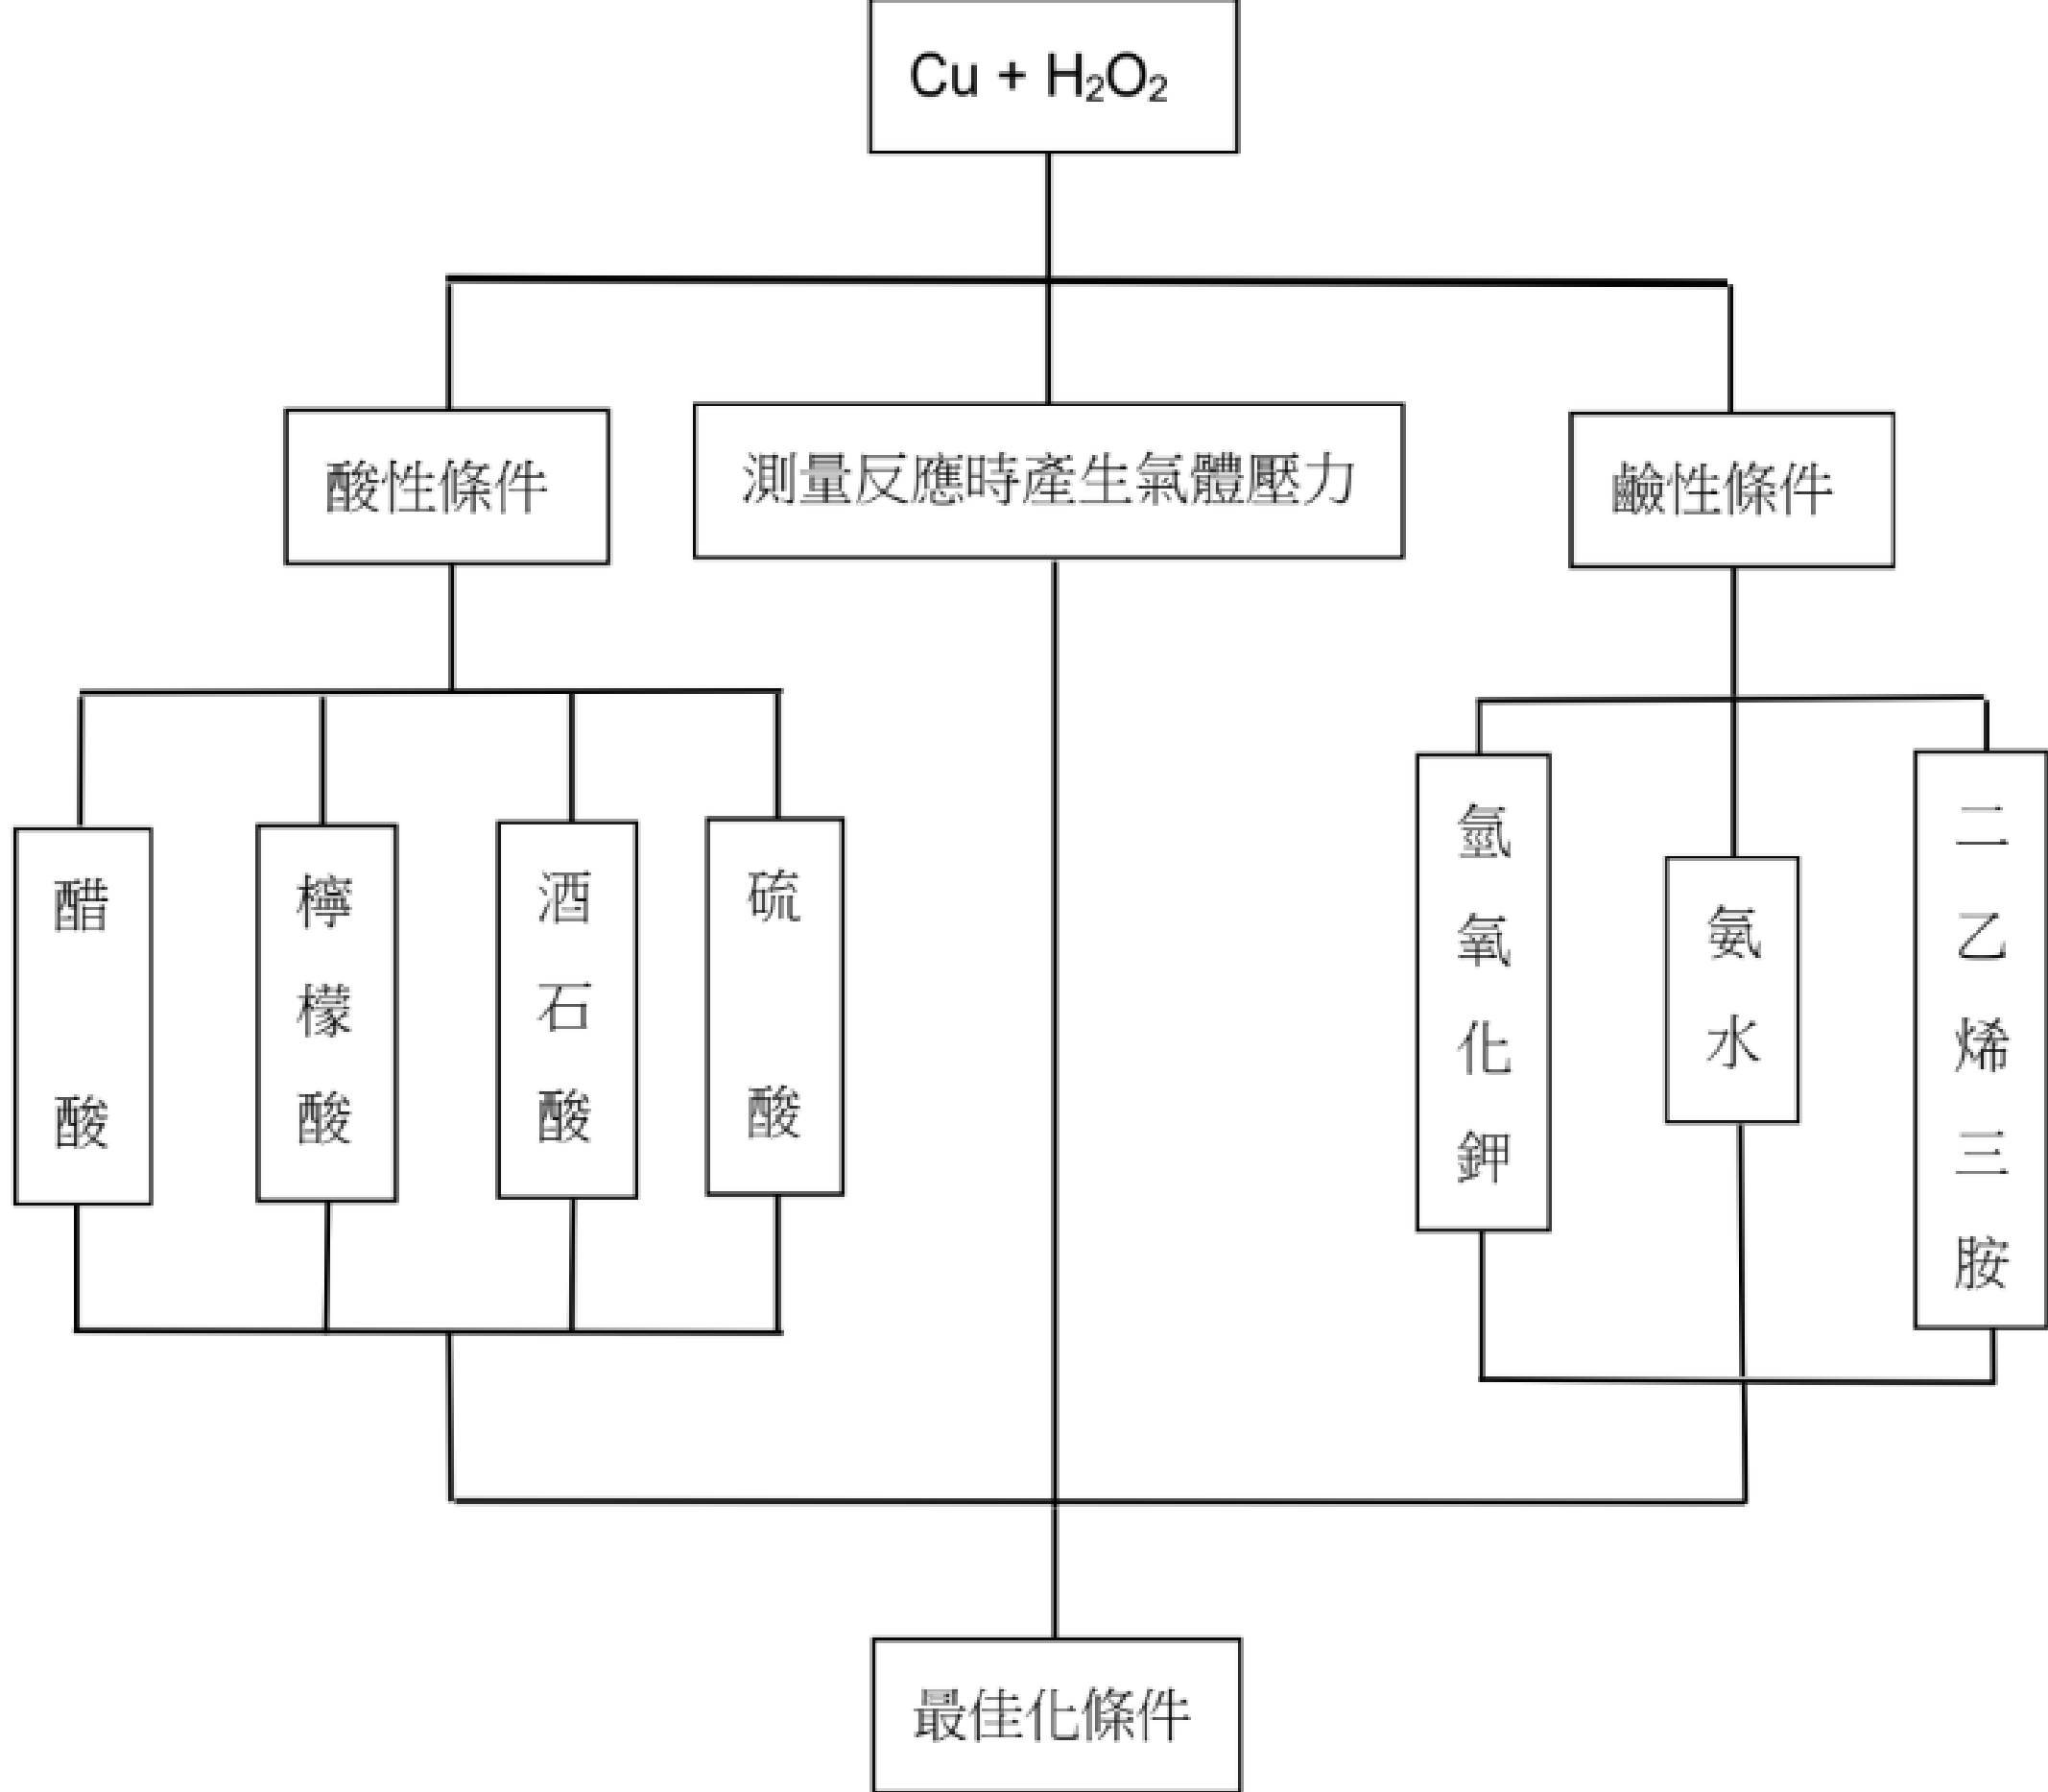 Cu + H₂O₂
酸性條件
測量反應時產生氣體壓力
鹼性條件
醋酸
檸檬酸
酒石酸
硫酸
氫氧化鉀
氨水
二乙烯三胺
最佳化條件